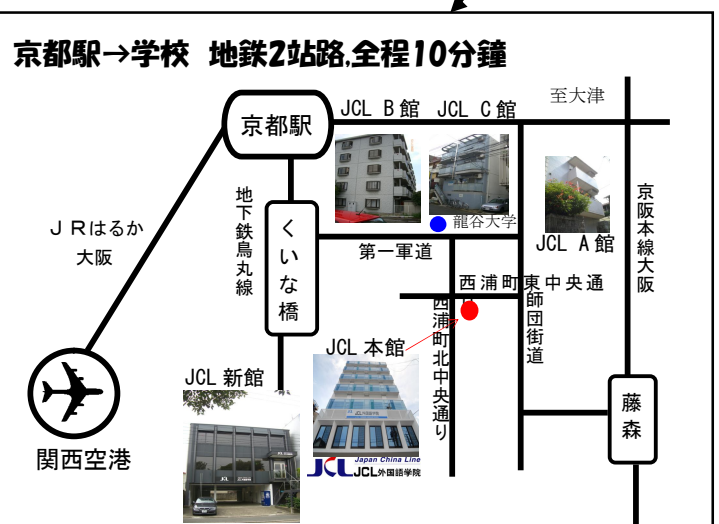 京都駅→学校 地鉄2站路,全程10分鐘
至大津
JCL B館 JCL C館
京都駅
地下鉄烏丸線
くいな橋
龍谷大学
京阪本線大阪
JRはるか
大阪
第一軍道
JCL A館
西浦町東中央通
師団街道
西浦町北中央通り
JCL 本館
JCL 新館
藤森
関西空港
Japan China Line
JCL JCL外国語学院